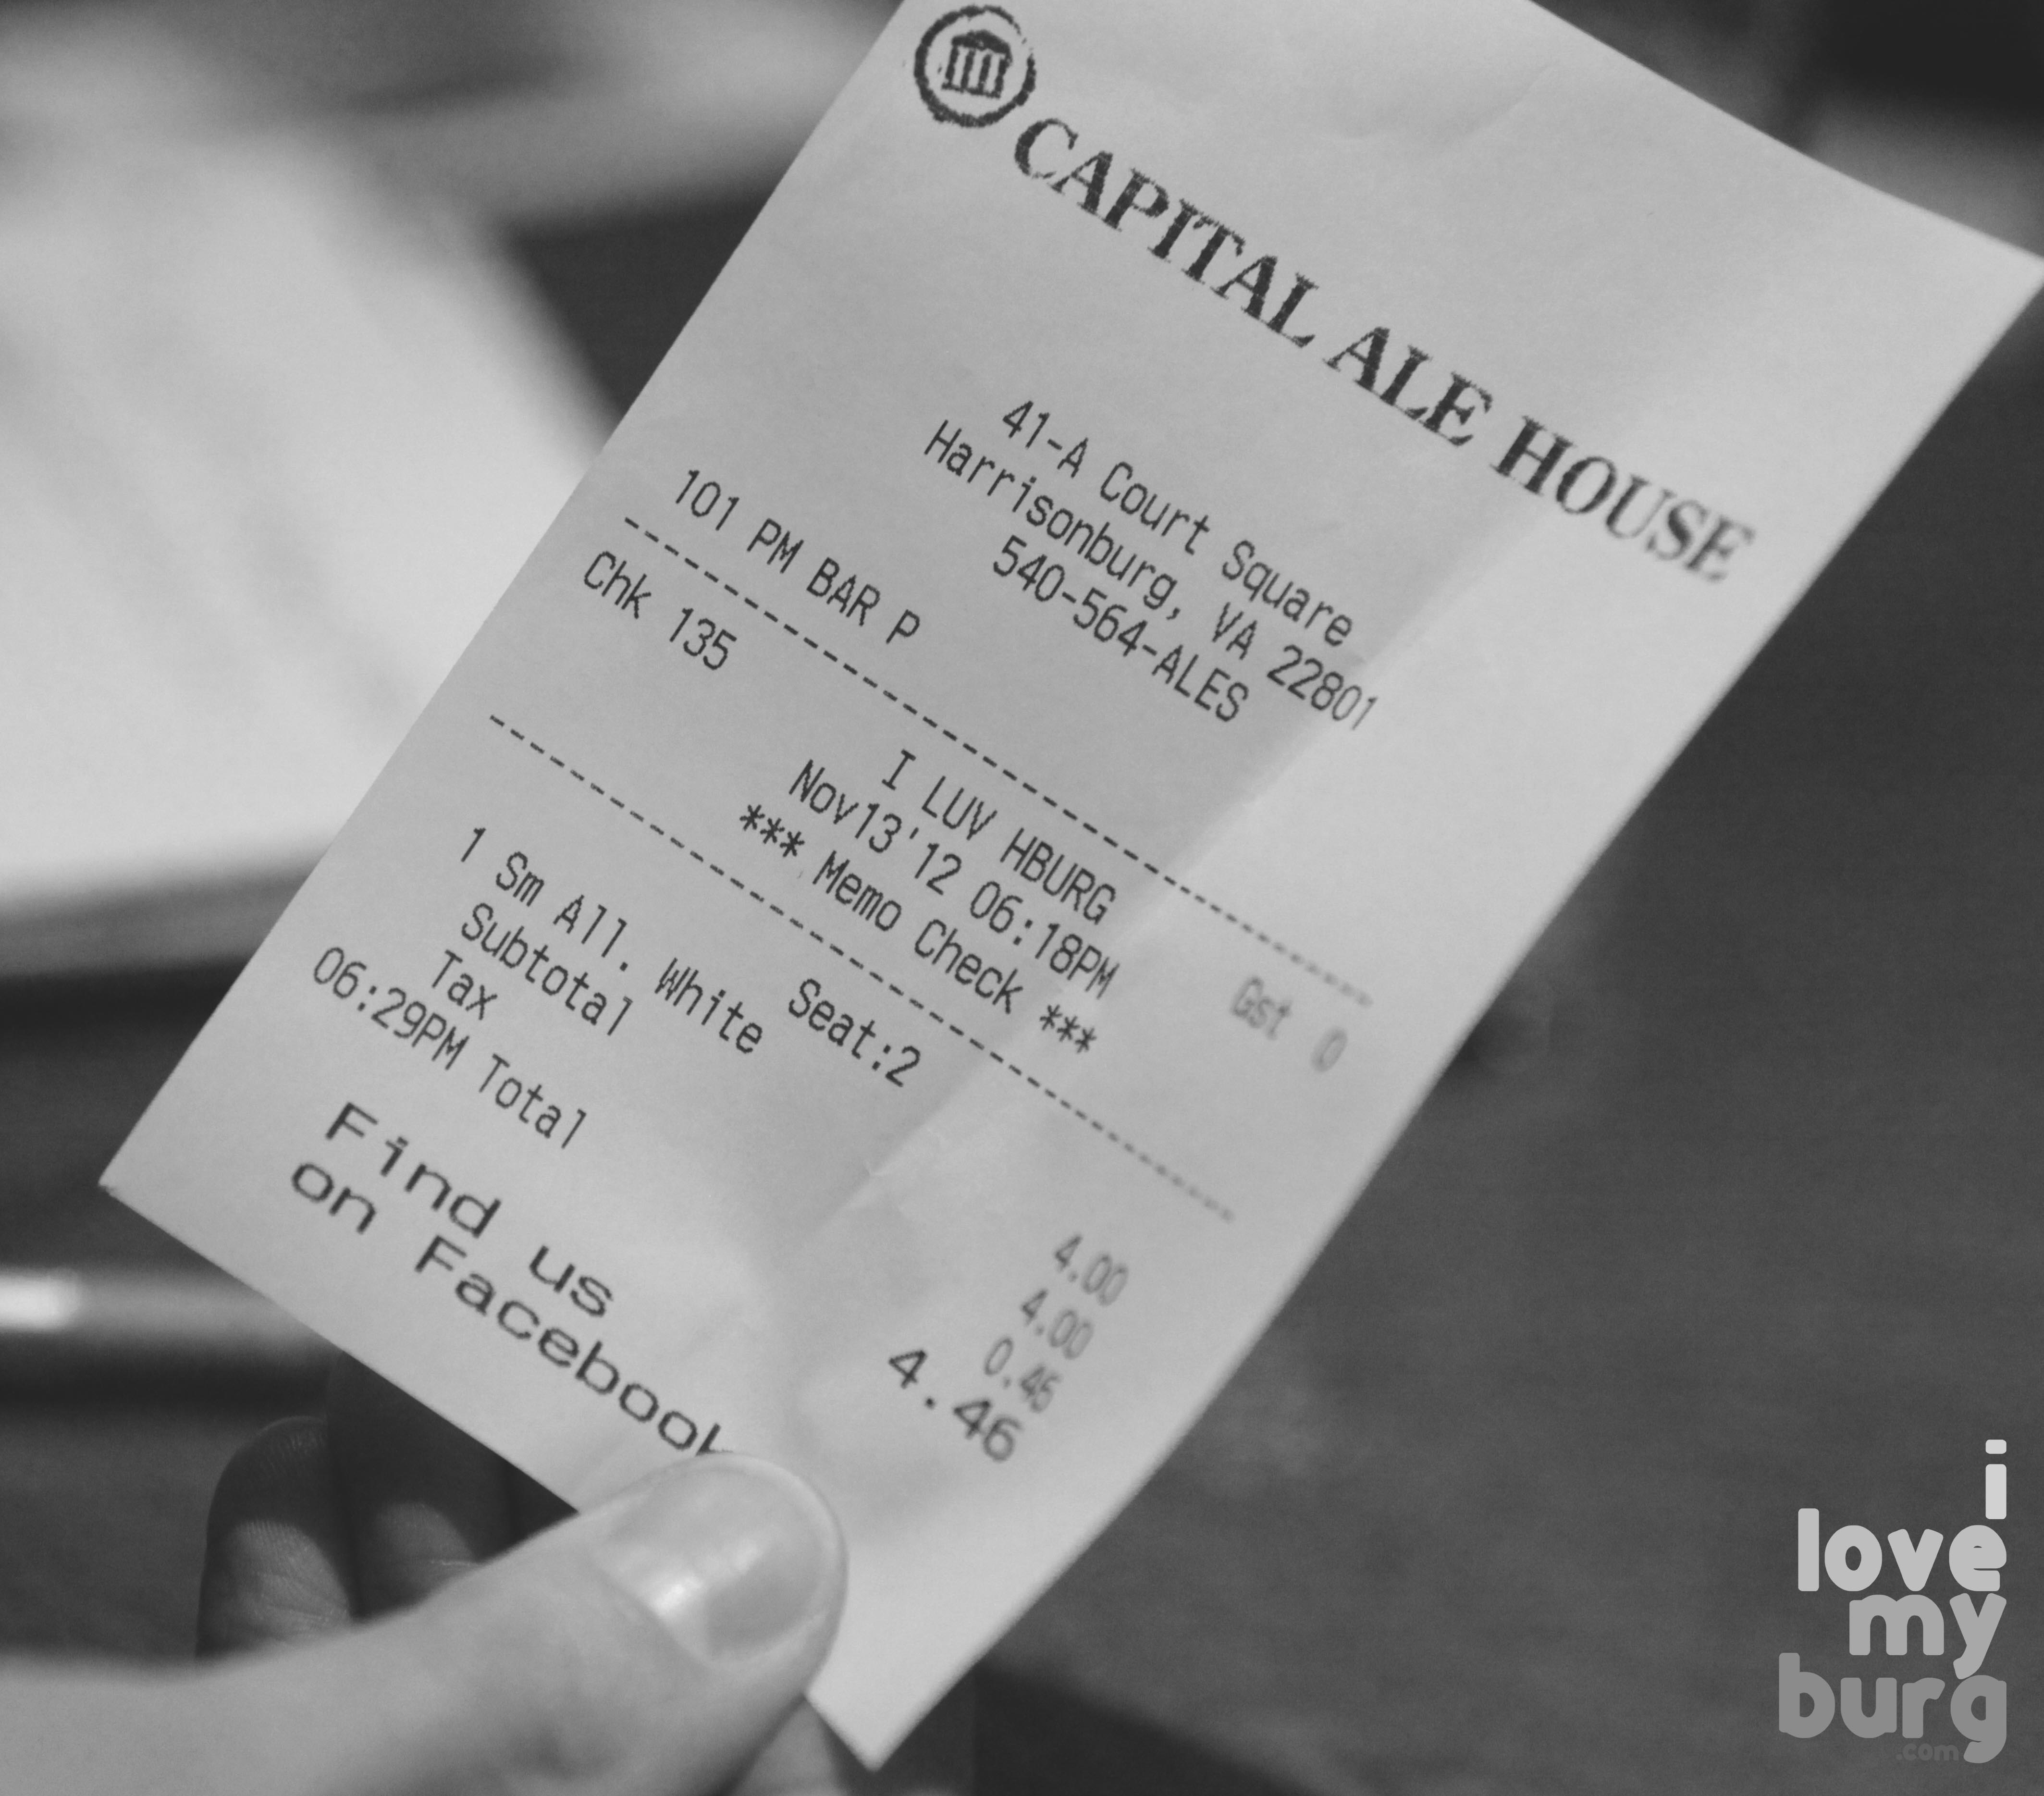 CAPITAL ALE HOUSE
41-A Court Square
Harrisonburg, VA 22801
540-564-ALES
101 PM BAR P
Chk 135 Gst 0
I LUV HBURG
Nov13'12 06:18PM
*** Memo Check ***
Seat:2
1 Sm All. White 4.00
Subtotal 4.00
Tax 0.46
06:29PM Total 4.46
Find us
on Facebook
i
love
my
burg
.com